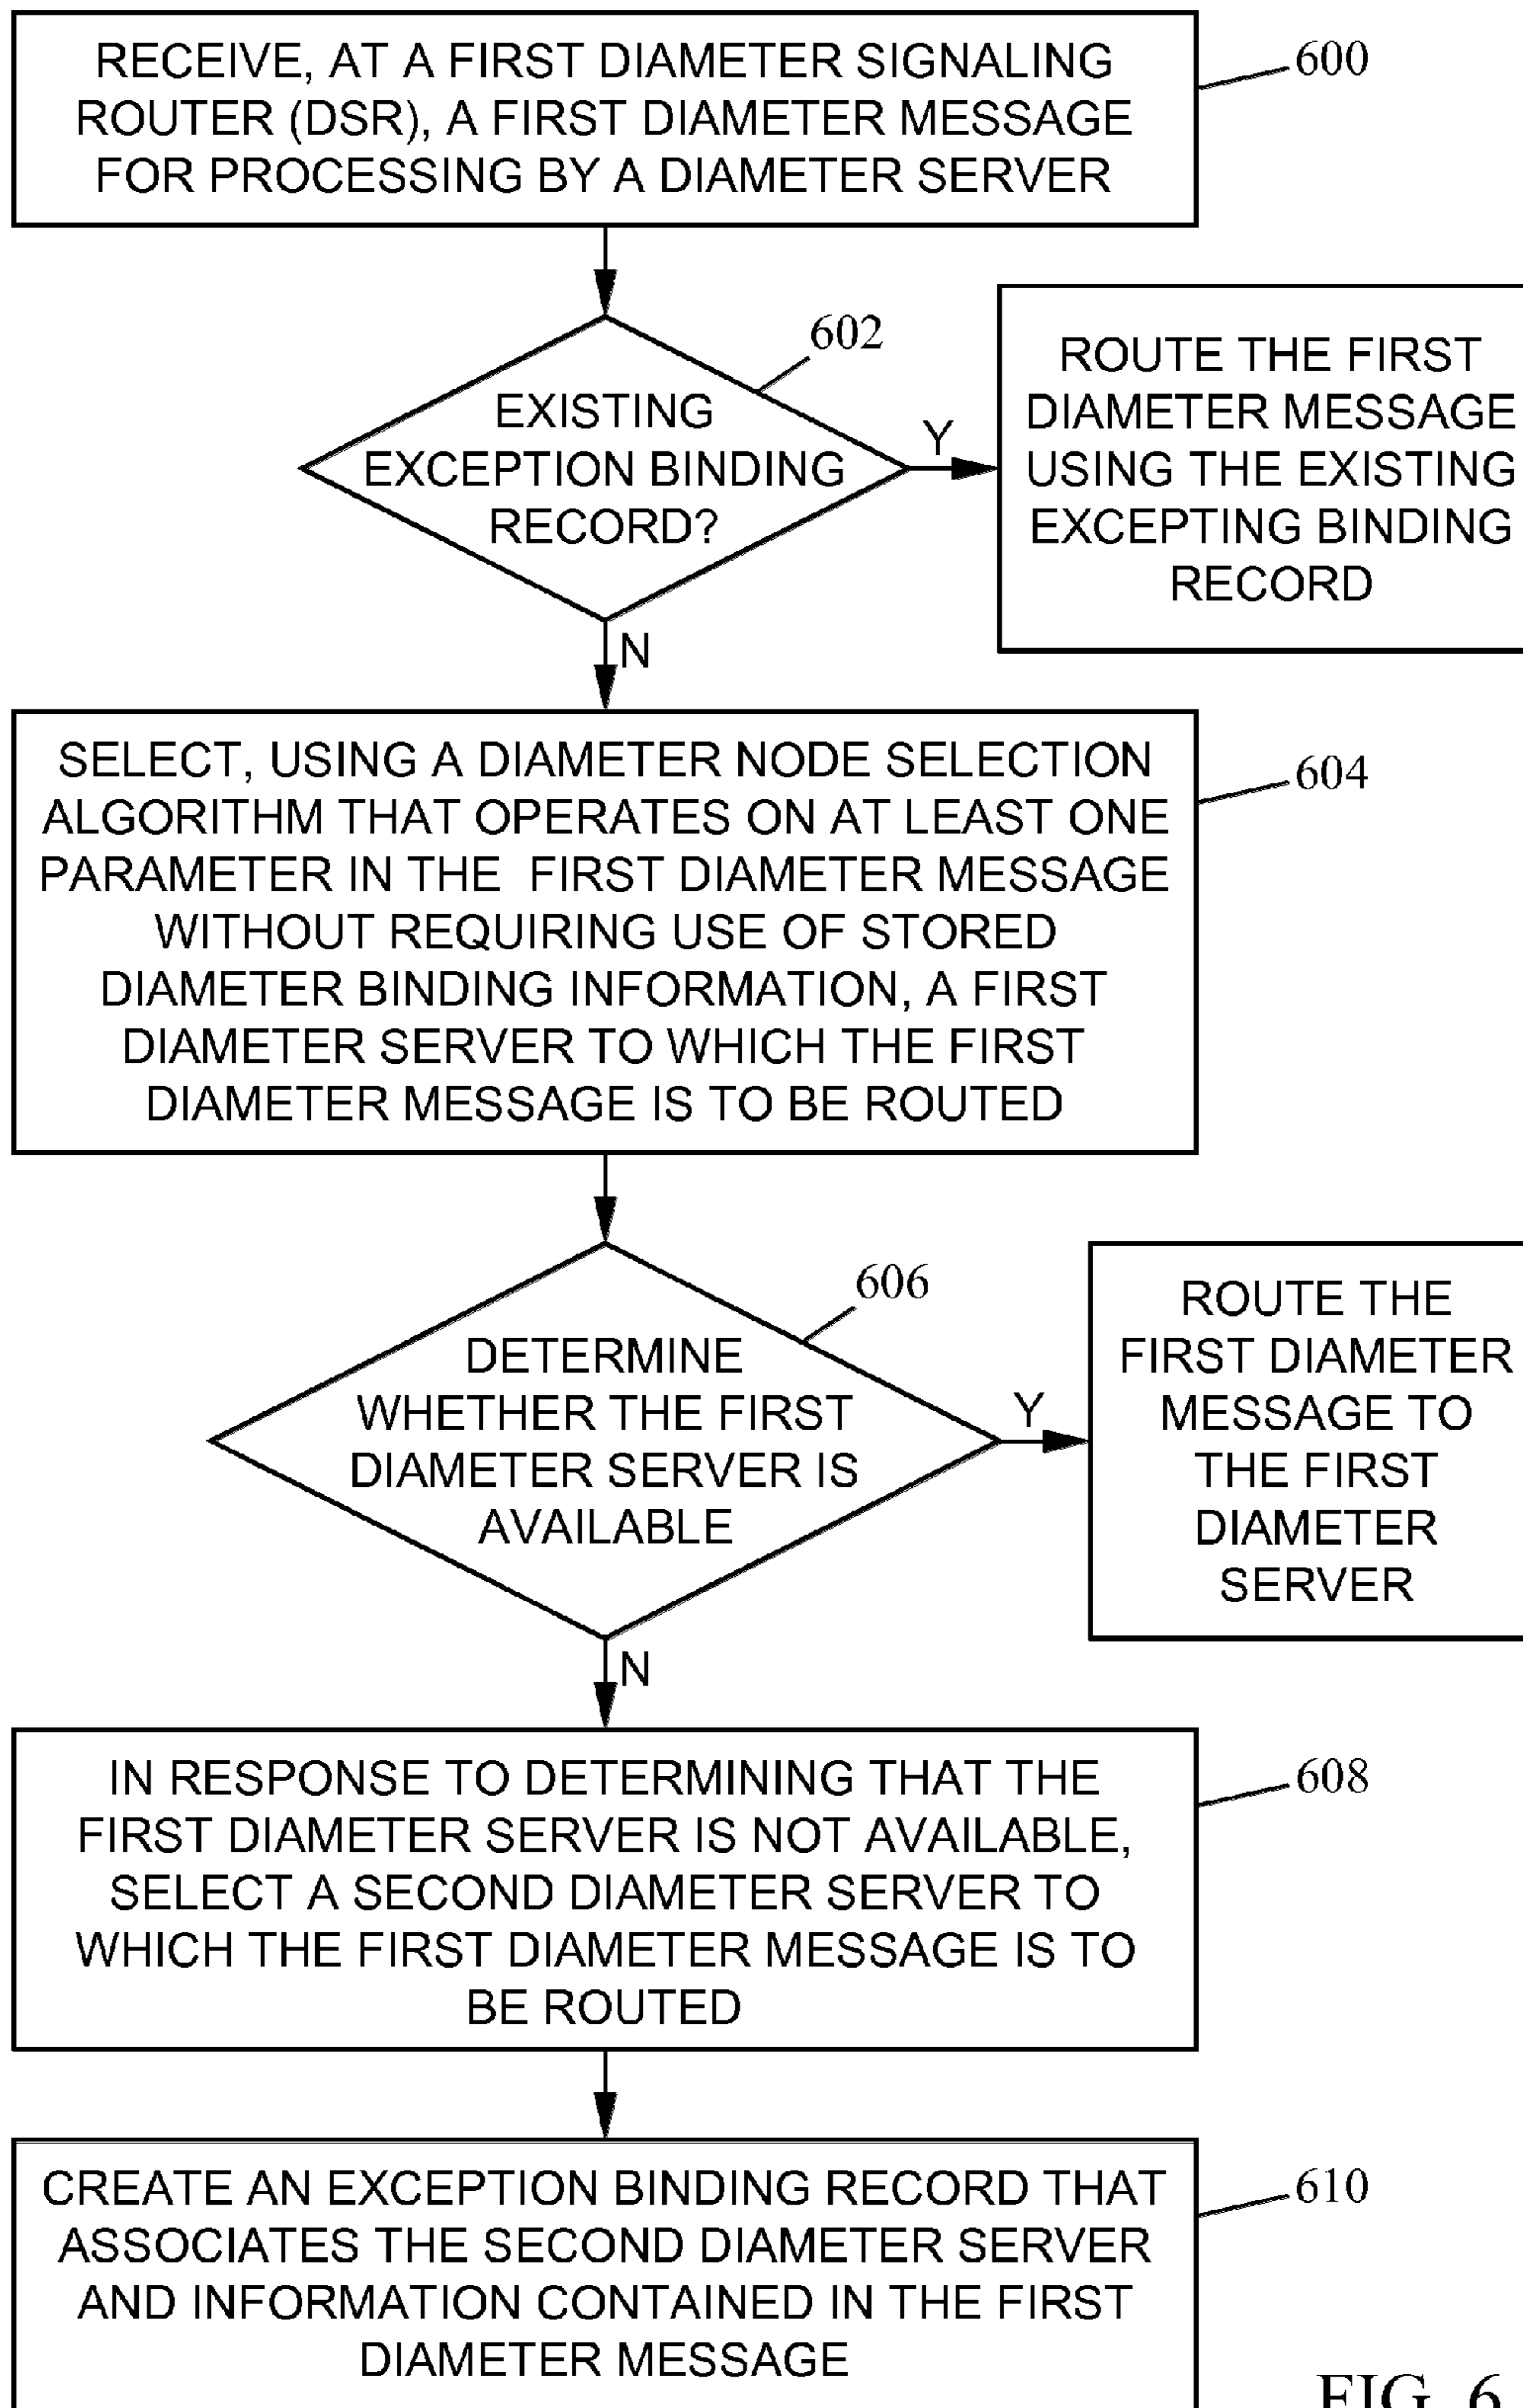 RECEIVE, AT A FIRST DIAMETER SIGNALING
ROUTER (DSR), A FIRST DIAMETER MESSAGE
FOR PROCESSING BY A DIAMETER SERVER
600
602
EXISTING
EXCEPTION BINDING
RECORD?
Y
ROUTE THE FIRST
DIAMETER MESSAGE
USING THE EXISTING
EXCEPTING BINDING
RECORD
N
SELECT, USING A DIAMETER NODE SELECTION
ALGORITHM THAT OPERATES ON AT LEAST ONE
PARAMETER IN THE FIRST DIAMETER MESSAGE
WITHOUT REQUIRING USE OF STORED
DIAMETER BINDING INFORMATION, A FIRST
DIAMETER SERVER TO WHICH THE FIRST
DIAMETER MESSAGE IS TO BE ROUTED
604
606
DETERMINE
WHETHER THE FIRST
DIAMETER SERVER IS
AVAILABLE
Y
ROUTE THE
FIRST DIAMETER
MESSAGE TO
THE FIRST
DIAMETER
SERVER
N
IN RESPONSE TO DETERMINING THAT THE
FIRST DIAMETER SERVER IS NOT AVAILABLE,
SELECT A SECOND DIAMETER SERVER TO
WHICH THE FIRST DIAMETER MESSAGE IS TO
BE ROUTED
608
CREATE AN EXCEPTION BINDING RECORD THAT
ASSOCIATES THE SECOND DIAMETER SERVER
AND INFORMATION CONTAINED IN THE FIRST
DIAMETER MESSAGE
610
FIG. 6